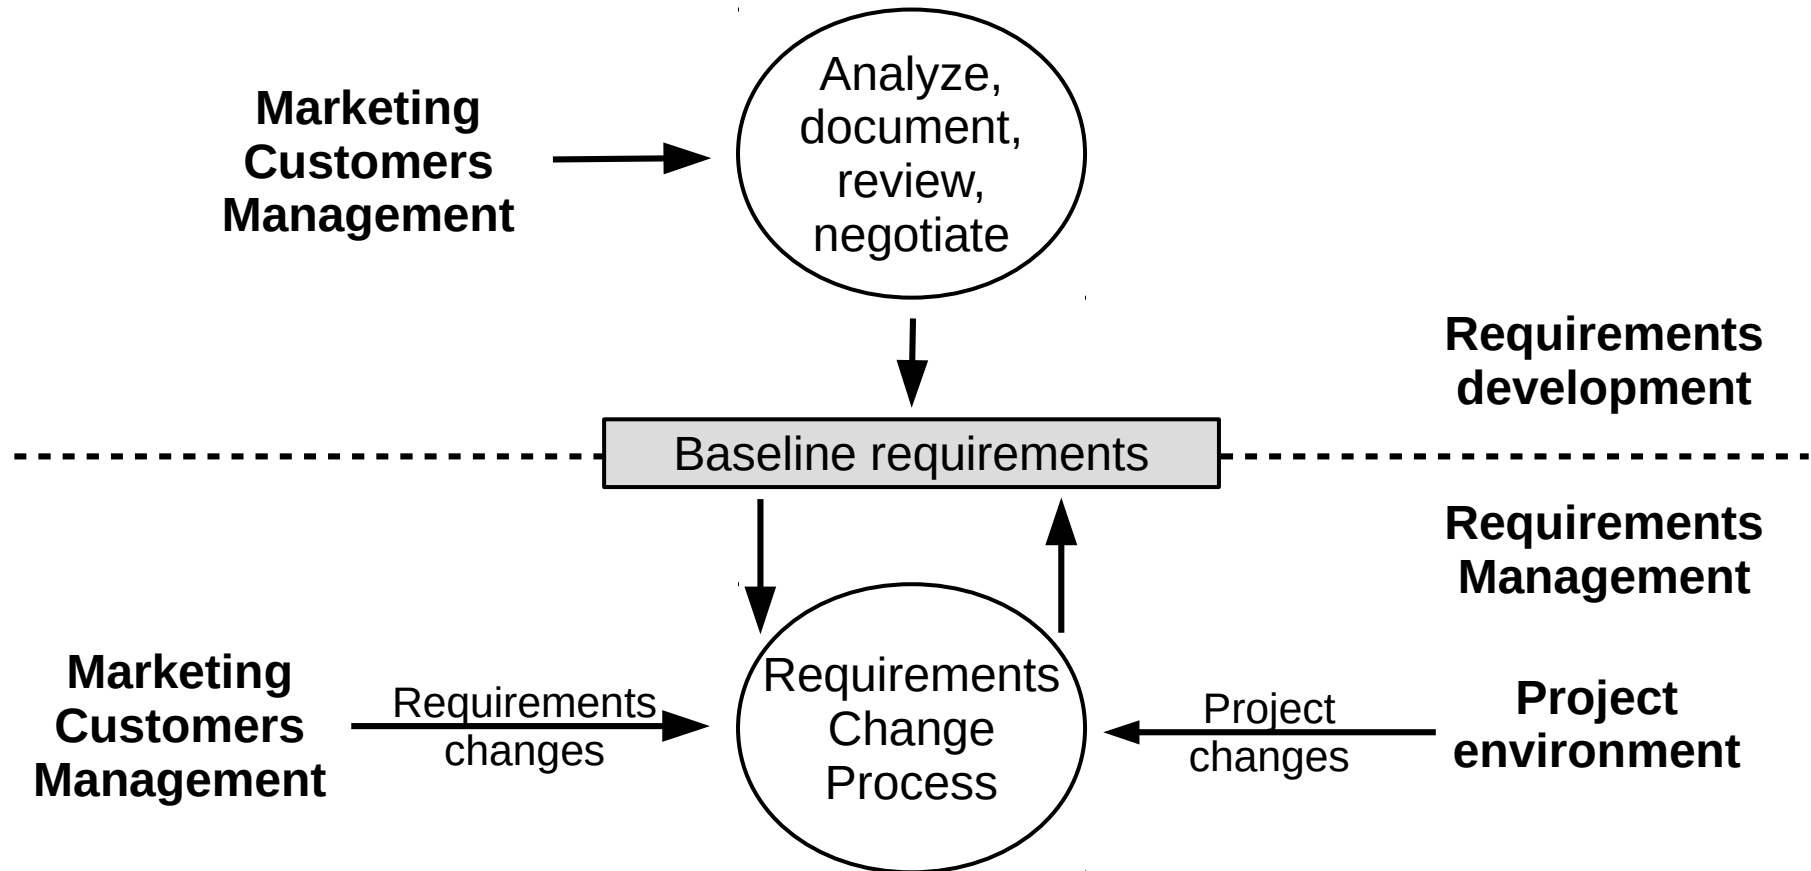 Analyze,
document,
review,
negotiate
Marketing
Customers
Management
Requirements
development
Baseline requirements
Requirements
Management
Marketing
Customers
Management
Requirements
changes
Requirements
Change
Process
Project
changes
Project
environment